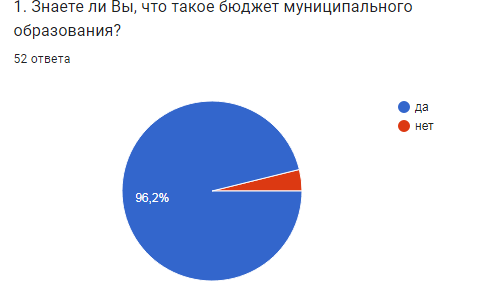 1. Знаете ли Вы, что такое бюджет муниципального
образования?
52 ответа
да
нет
96,2%